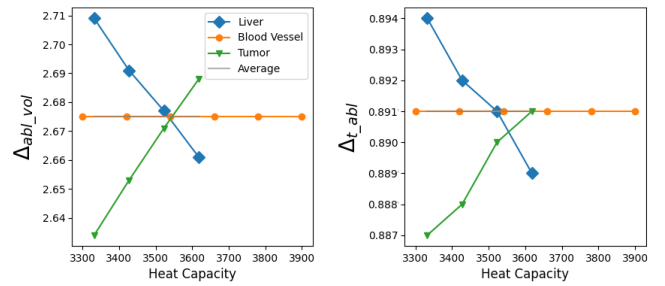 2.71
2.70
2.69
2.68
2.67
2.66
2.65
2.64
Δabl_vol
3300 3400 3500 3600 3700 3800 3900
Heat Capacity
Liver
Blood Vessel
Tumor
Average
0.894
0.893
0.892
0.891
0.890
0.889
0.888
0.887
Δt_abl
3300 3400 3500 3600 3700 3800 3900
Heat Capacity